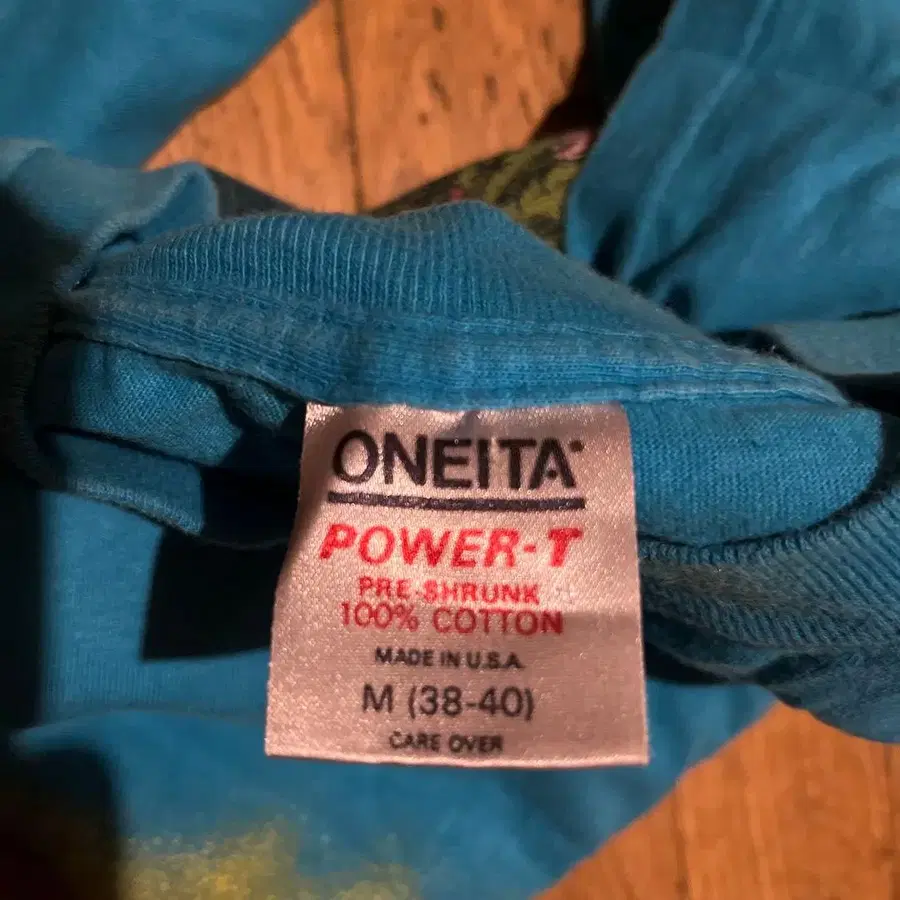 ONEITA
POWER-T
PRE-SHRUNK
100% COTTON
MADE IN U.S.A.
M (38-40)
CARE OVER